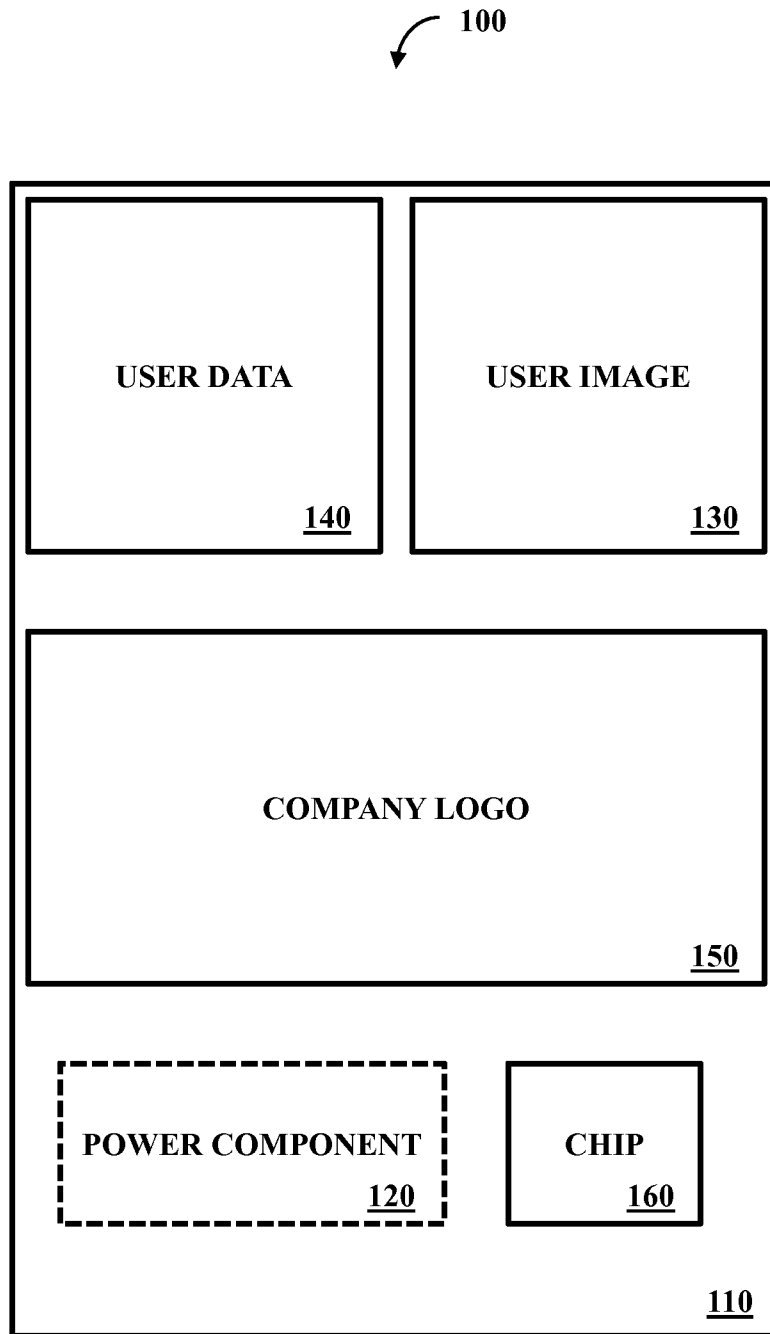 100
USER DATA
140
USER IMAGE
130
COMPANY LOGO
150
POWER COMPONENT
120
CHIP
160
110